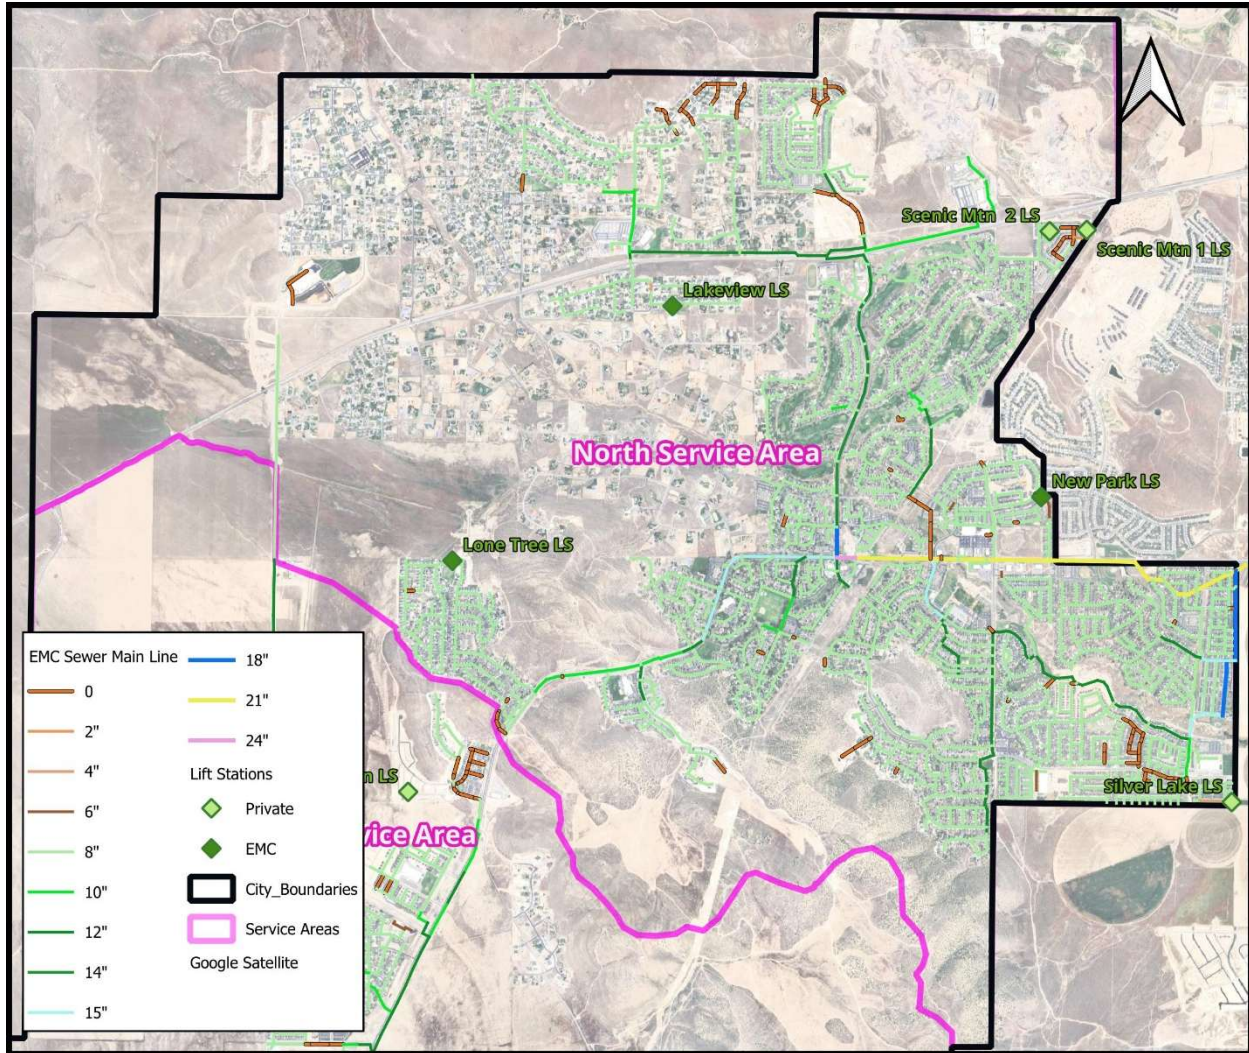 Scenic Mtn 2 LS
Scenic Mtn 1 LS
Lakeview LS
North Service Area
New Park LS
Lone Tree LS
n LS
Silver Lake LS
vice Area
EMC Sewer Main Line
0
2"
4"
6"
8"
10"
12"
14"
15"
18"
21"
24"
Lift Stations
Private
EMC
City_Boundaries
Service Areas
Google Satellite